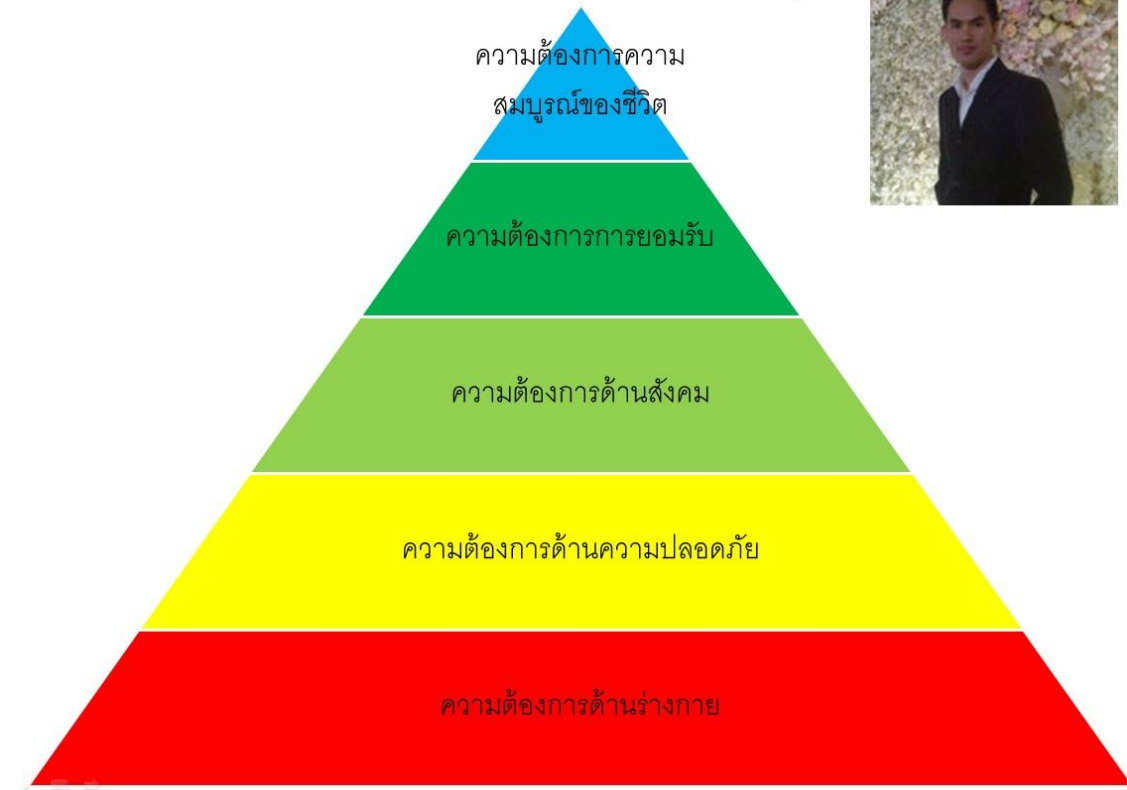 ความต้องการความ
สมบูรณ์ของชีวิต
ความต้องการการยอมรับ
ความต้องการด้านสังคม
ความต้องการด้านความปลอดภัย
ความต้องการด้านร่างกาย